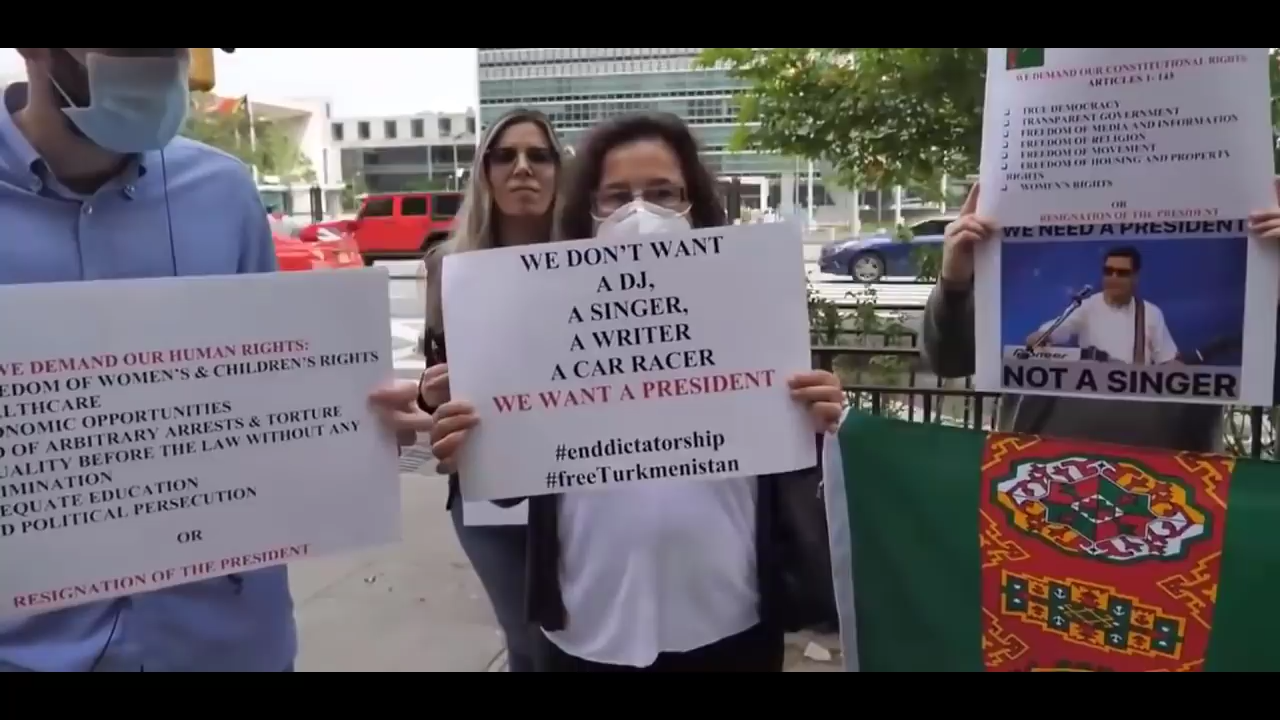 WE DEMAND OUR HUMAN RIGHTS:
EDOM OF WOMEN'S & CHILDREN'S RIGHTS
ALTHCARE
ONOMIC OPPORTUNITIES
D OF ARBITRARY ARRESTS & TORTURE
UALITY BEFORE THE LAW WITHOUT ANY
IMINATION
EQUATE EDUCATION
D POLITICAL PERSECUTION
OR
RESIGNATION OF THE PRESIDENT
WE DON'T WANT
A DJ,
A SINGER,
A WRITER
A CAR RACER
WE WANT A PRESIDENT
#enddictatorship
#freeTurkmenistan
WE DEMAND OUR CONSTITUTIONAL RIGHTS:
ARTICLES 1-
TRUE DEMOCRACY
TRANSPARENT GOVERNMENT
FREEDOM OF MEDIA AND INFORMATION
FREEDOM OF RELIGION
FREEDOM OF MOVEMENT
FREEDOM OF HOUSING AND PROPERTY
RIGHTS
WOMEN'S RIGHTS
OR
RESIGNATION OF THE PRESIDENT
WE NEED A PRESIDENT
Pioneer
NOT A SINGER